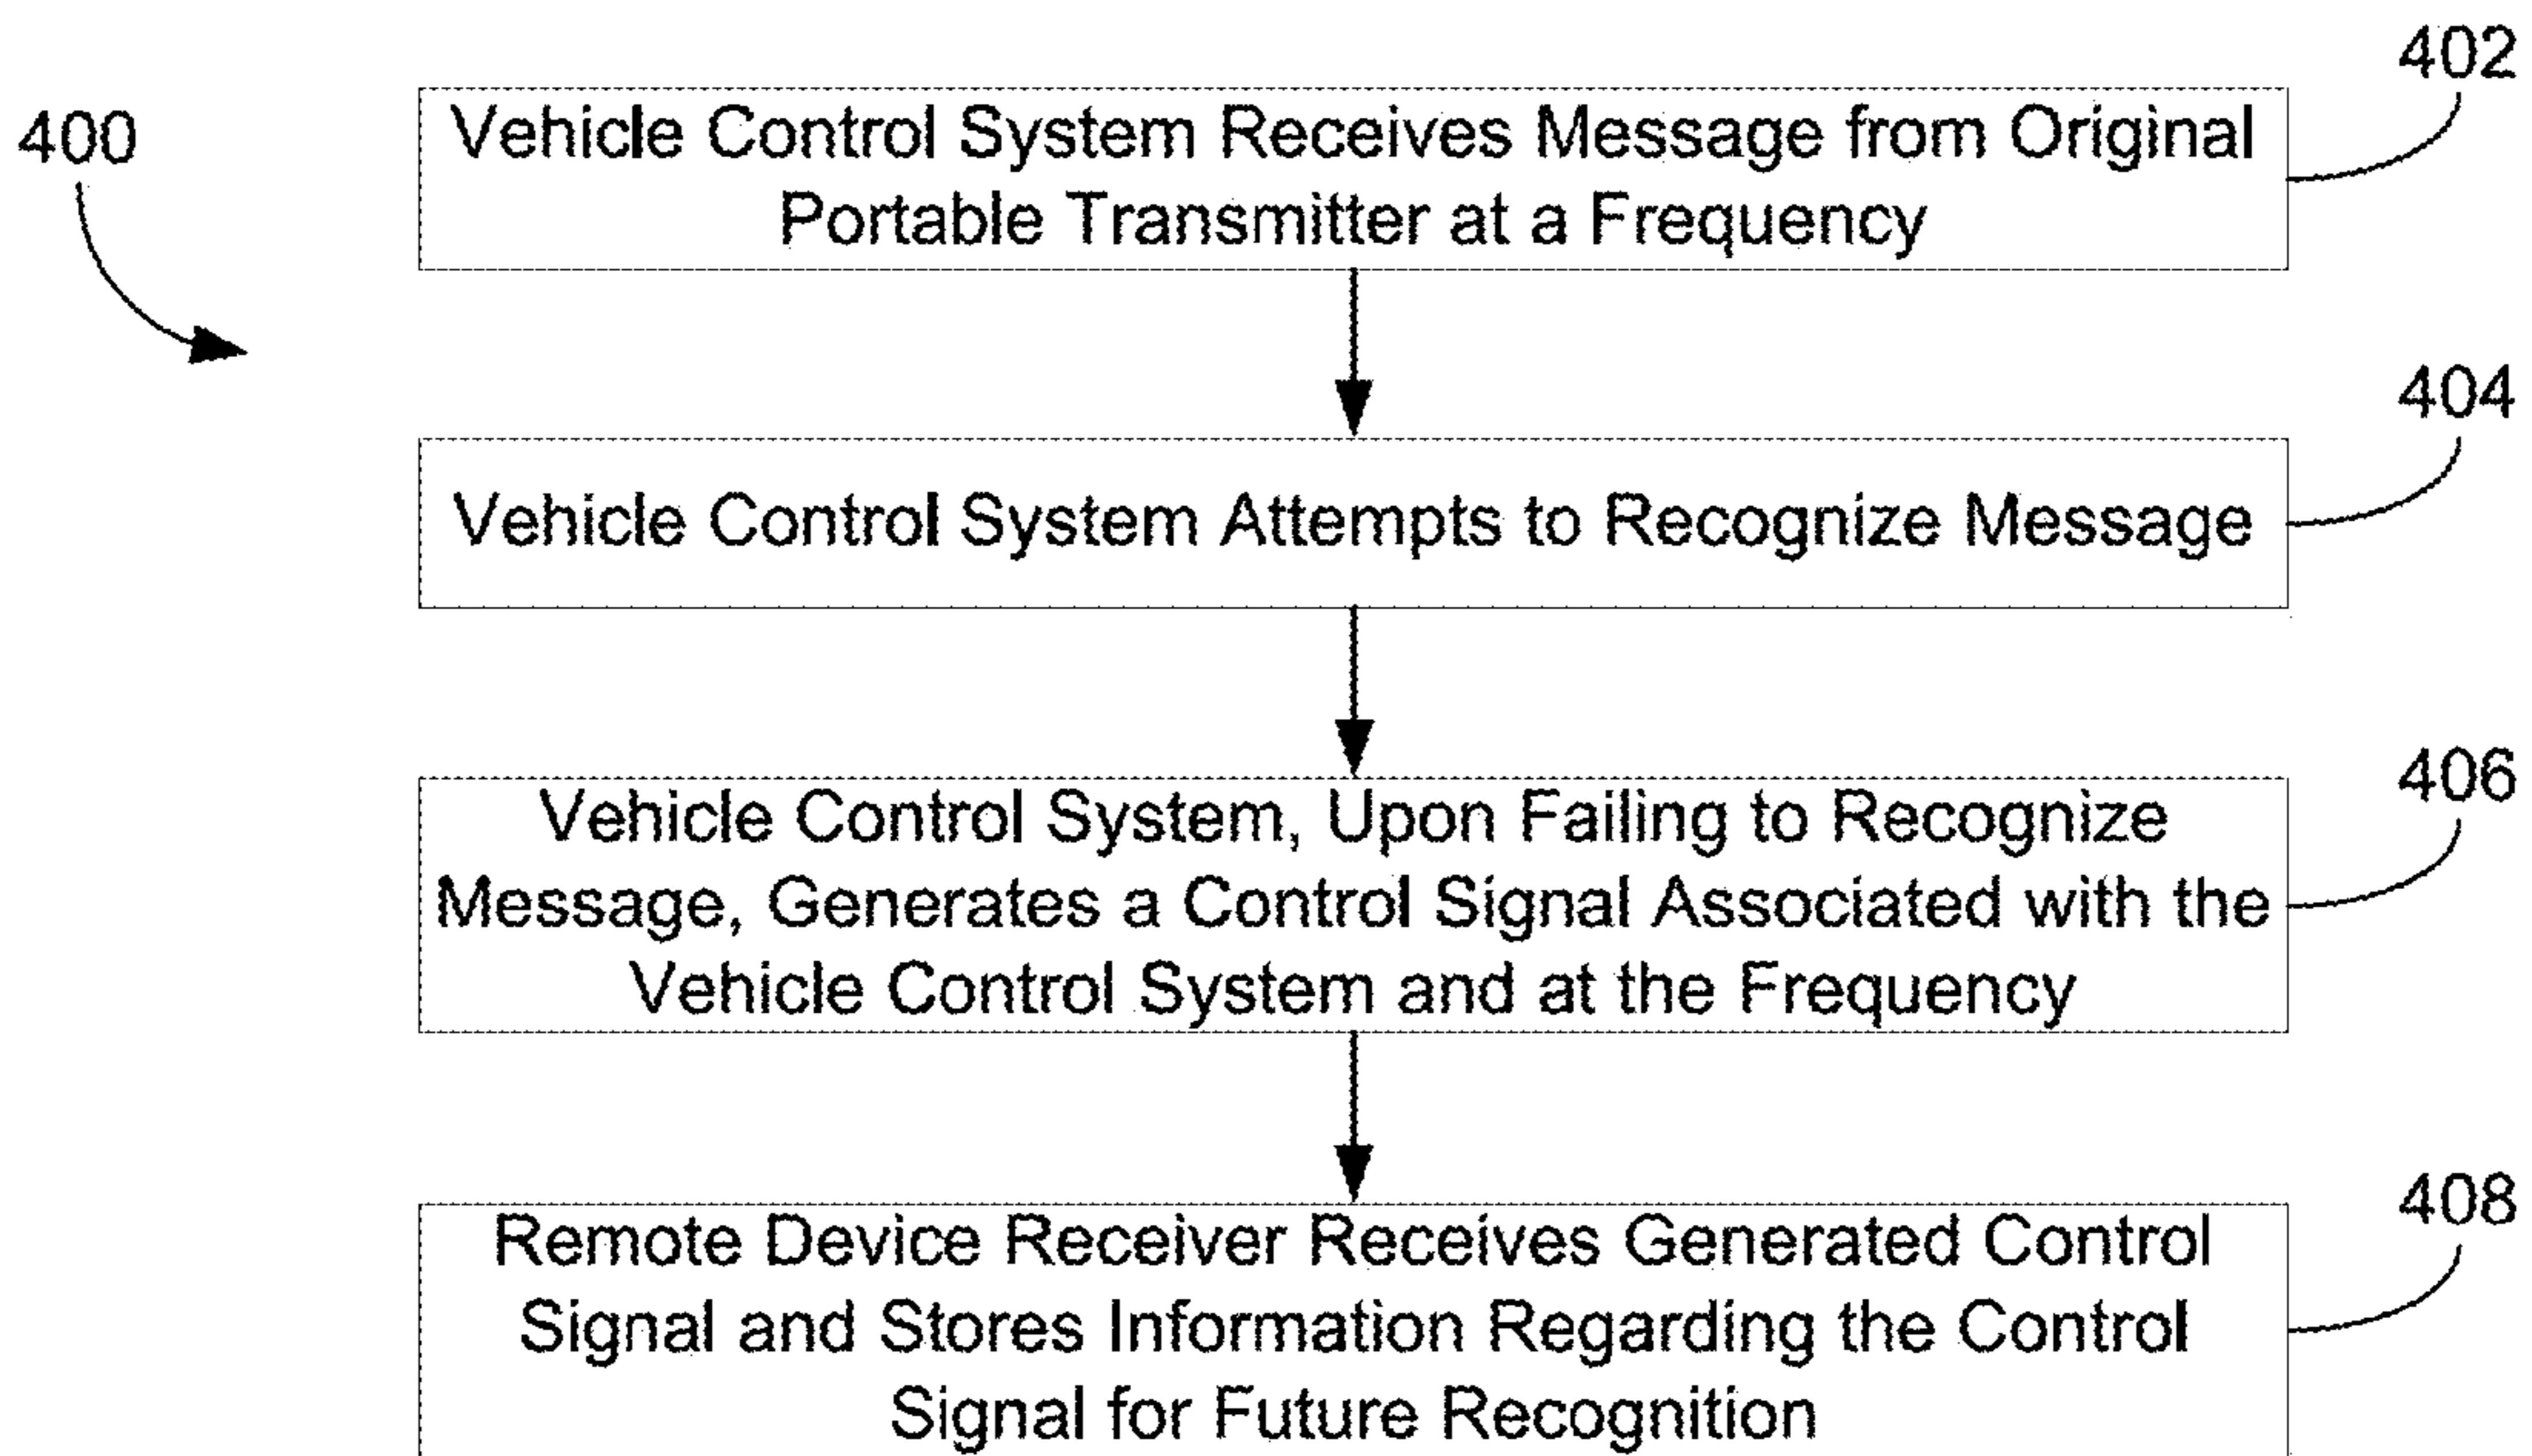 400
402
Vehicle Control System Receives Message from Original
Portable Transmitter at a Frequency
404
Vehicle Control System Attempts to Recognize Message
406
Vehicle Control System, Upon Failing to Recognize
Message, Generates a Control Signal Associated with the
Vehicle Control System and at the Frequency
408
Remote Device Receiver Receives Generated Control
Signal and Stores Information Regarding the Control
Signal for Future Recognition